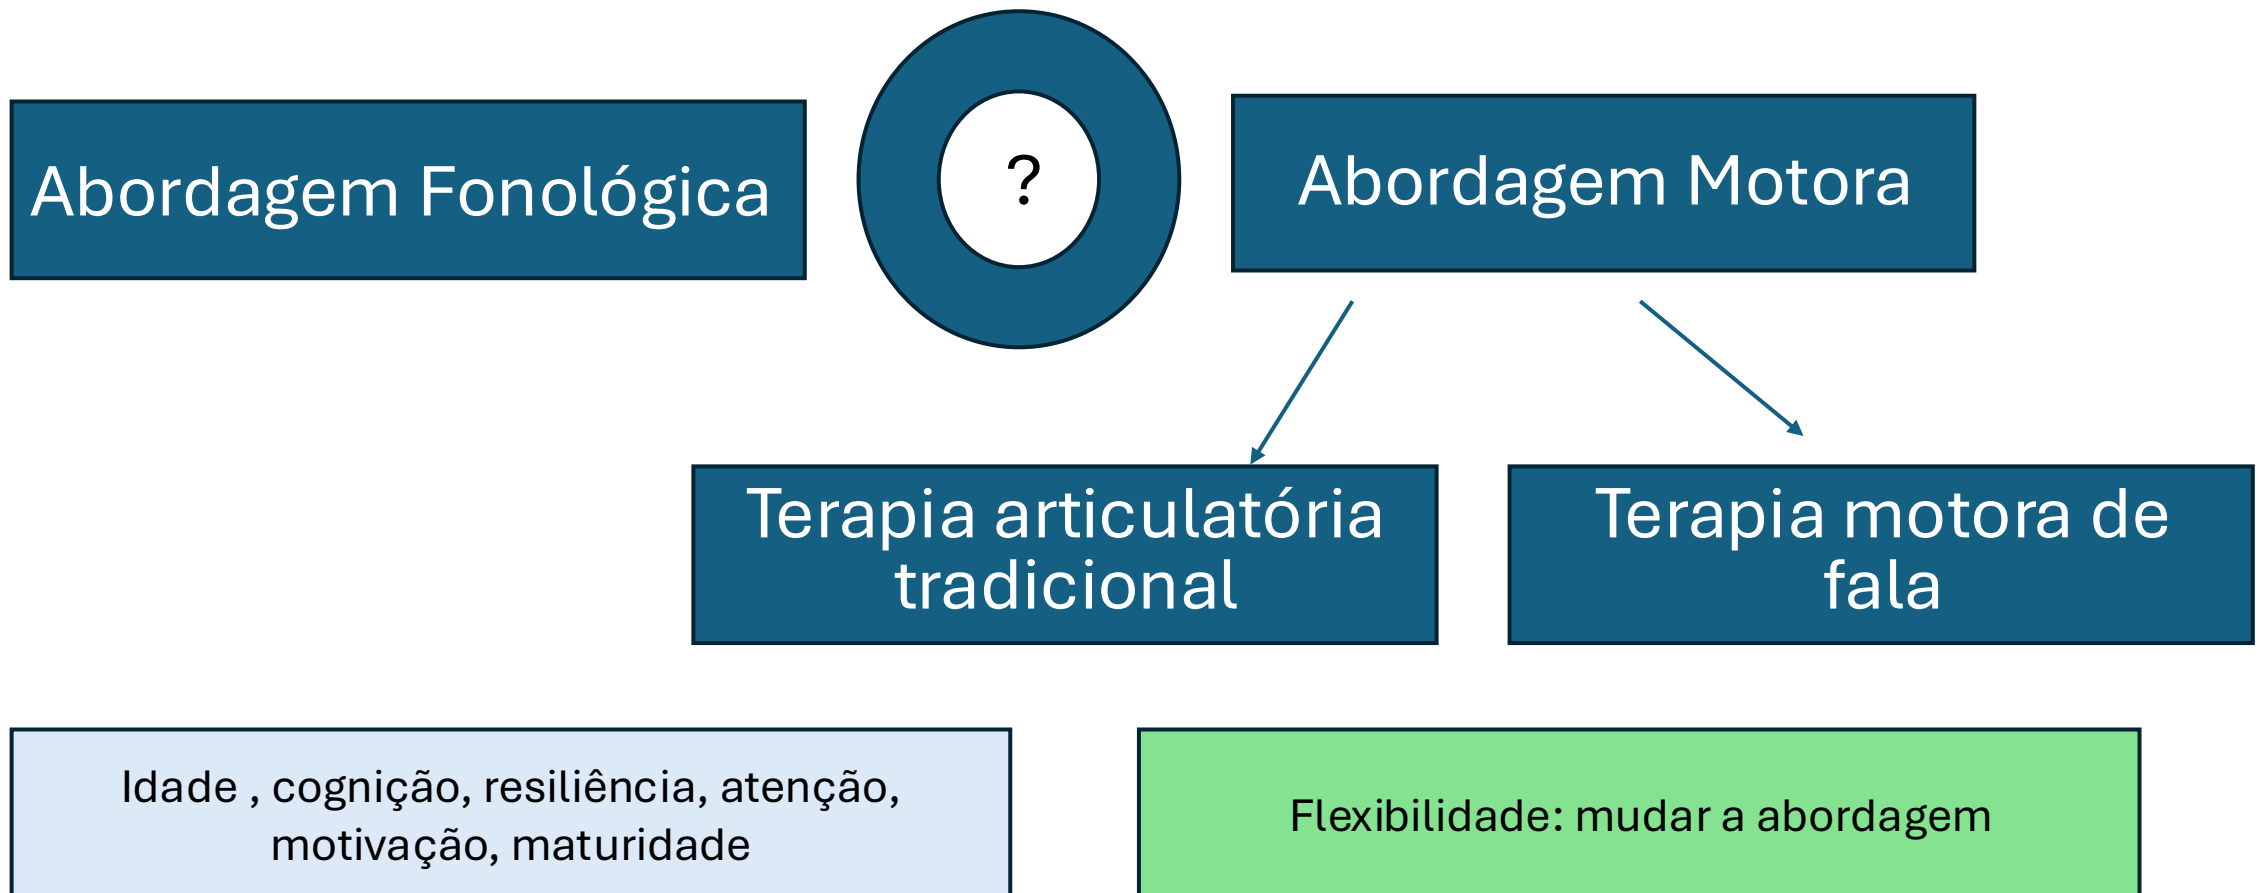 Abordagem Fonológica
?
Abordagem Motora
Terapia articulatória
tradicional
Terapia motora de
fala
Idade , cognição, resiliência, atenção,
motivação, maturidade
Flexibilidade: mudar a abordagem